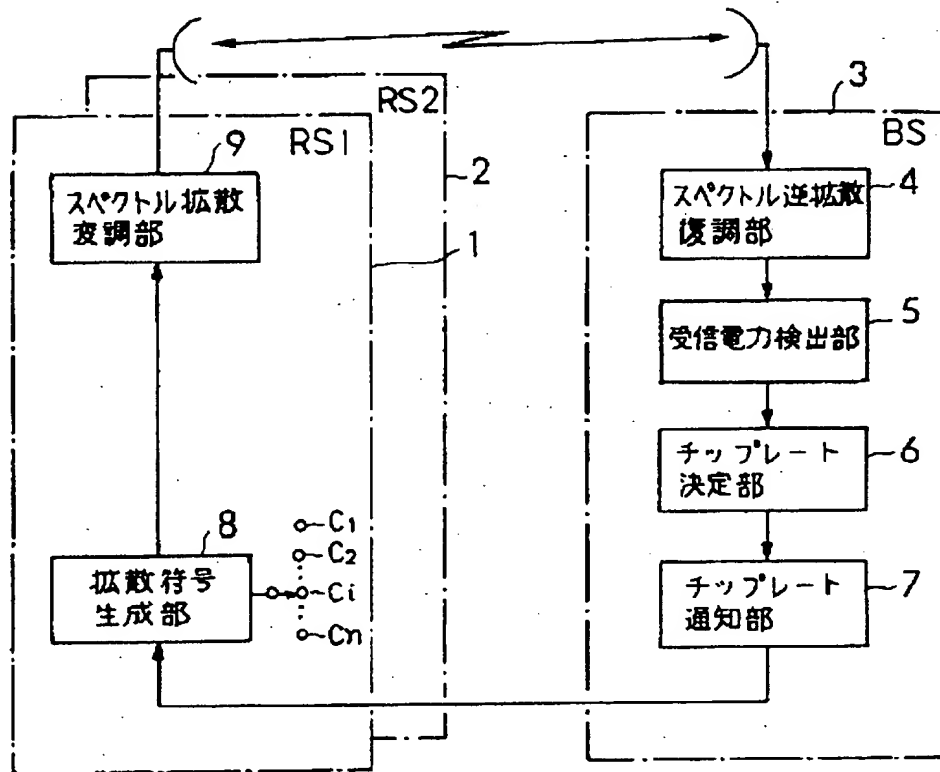 RS2
RS1
3
BS
9
スペクトル拡散
変調部
2
1
4
スペクトル逆拡散
復調部
5
受信電力検出部
6
チップレート
決定部
8
拡散符号
生成部
C1
C2
Ci
Cn
7
チップレート
通知部